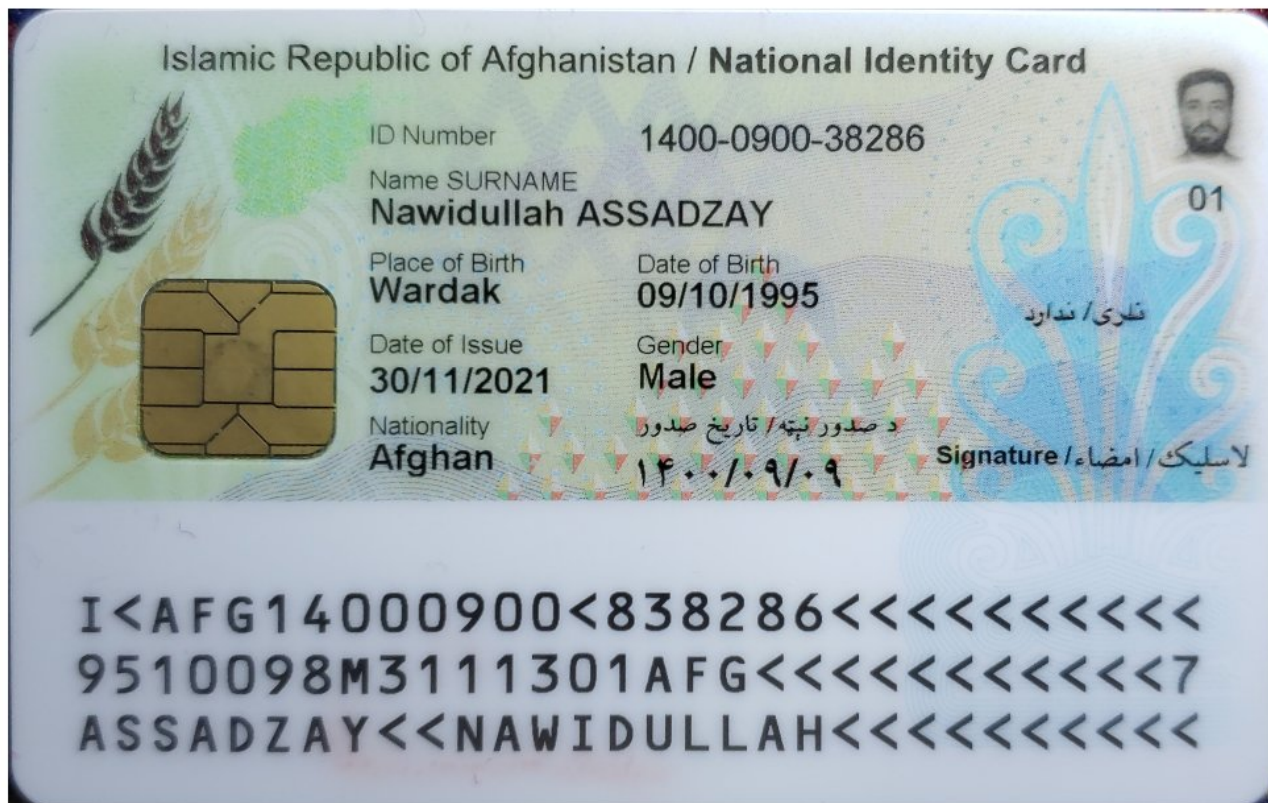 Islamic Republic of Afghanistan / National Identity Card
ID Number 1400-0900-38286
Name SURNAME
Nawidullah ASSADZAY
01
Place of Birth Date of Birth
Wardak 09/10/1995
نلری/ ندارد
Date of Issue Gender
30/11/2021 Male
Nationality د صدور نېټه/ تاریخ صدور
Afghan ۱۴۰۰/۰۹/۰۹
Signature /لاسلیک/ امضاء
I<AFG14000900<838286<<<<<<<<<<
9510098M3111301AFG<<<<<<<<<<<7
ASSADZAY<<NAWIDULLAH<<<<<<<<<<